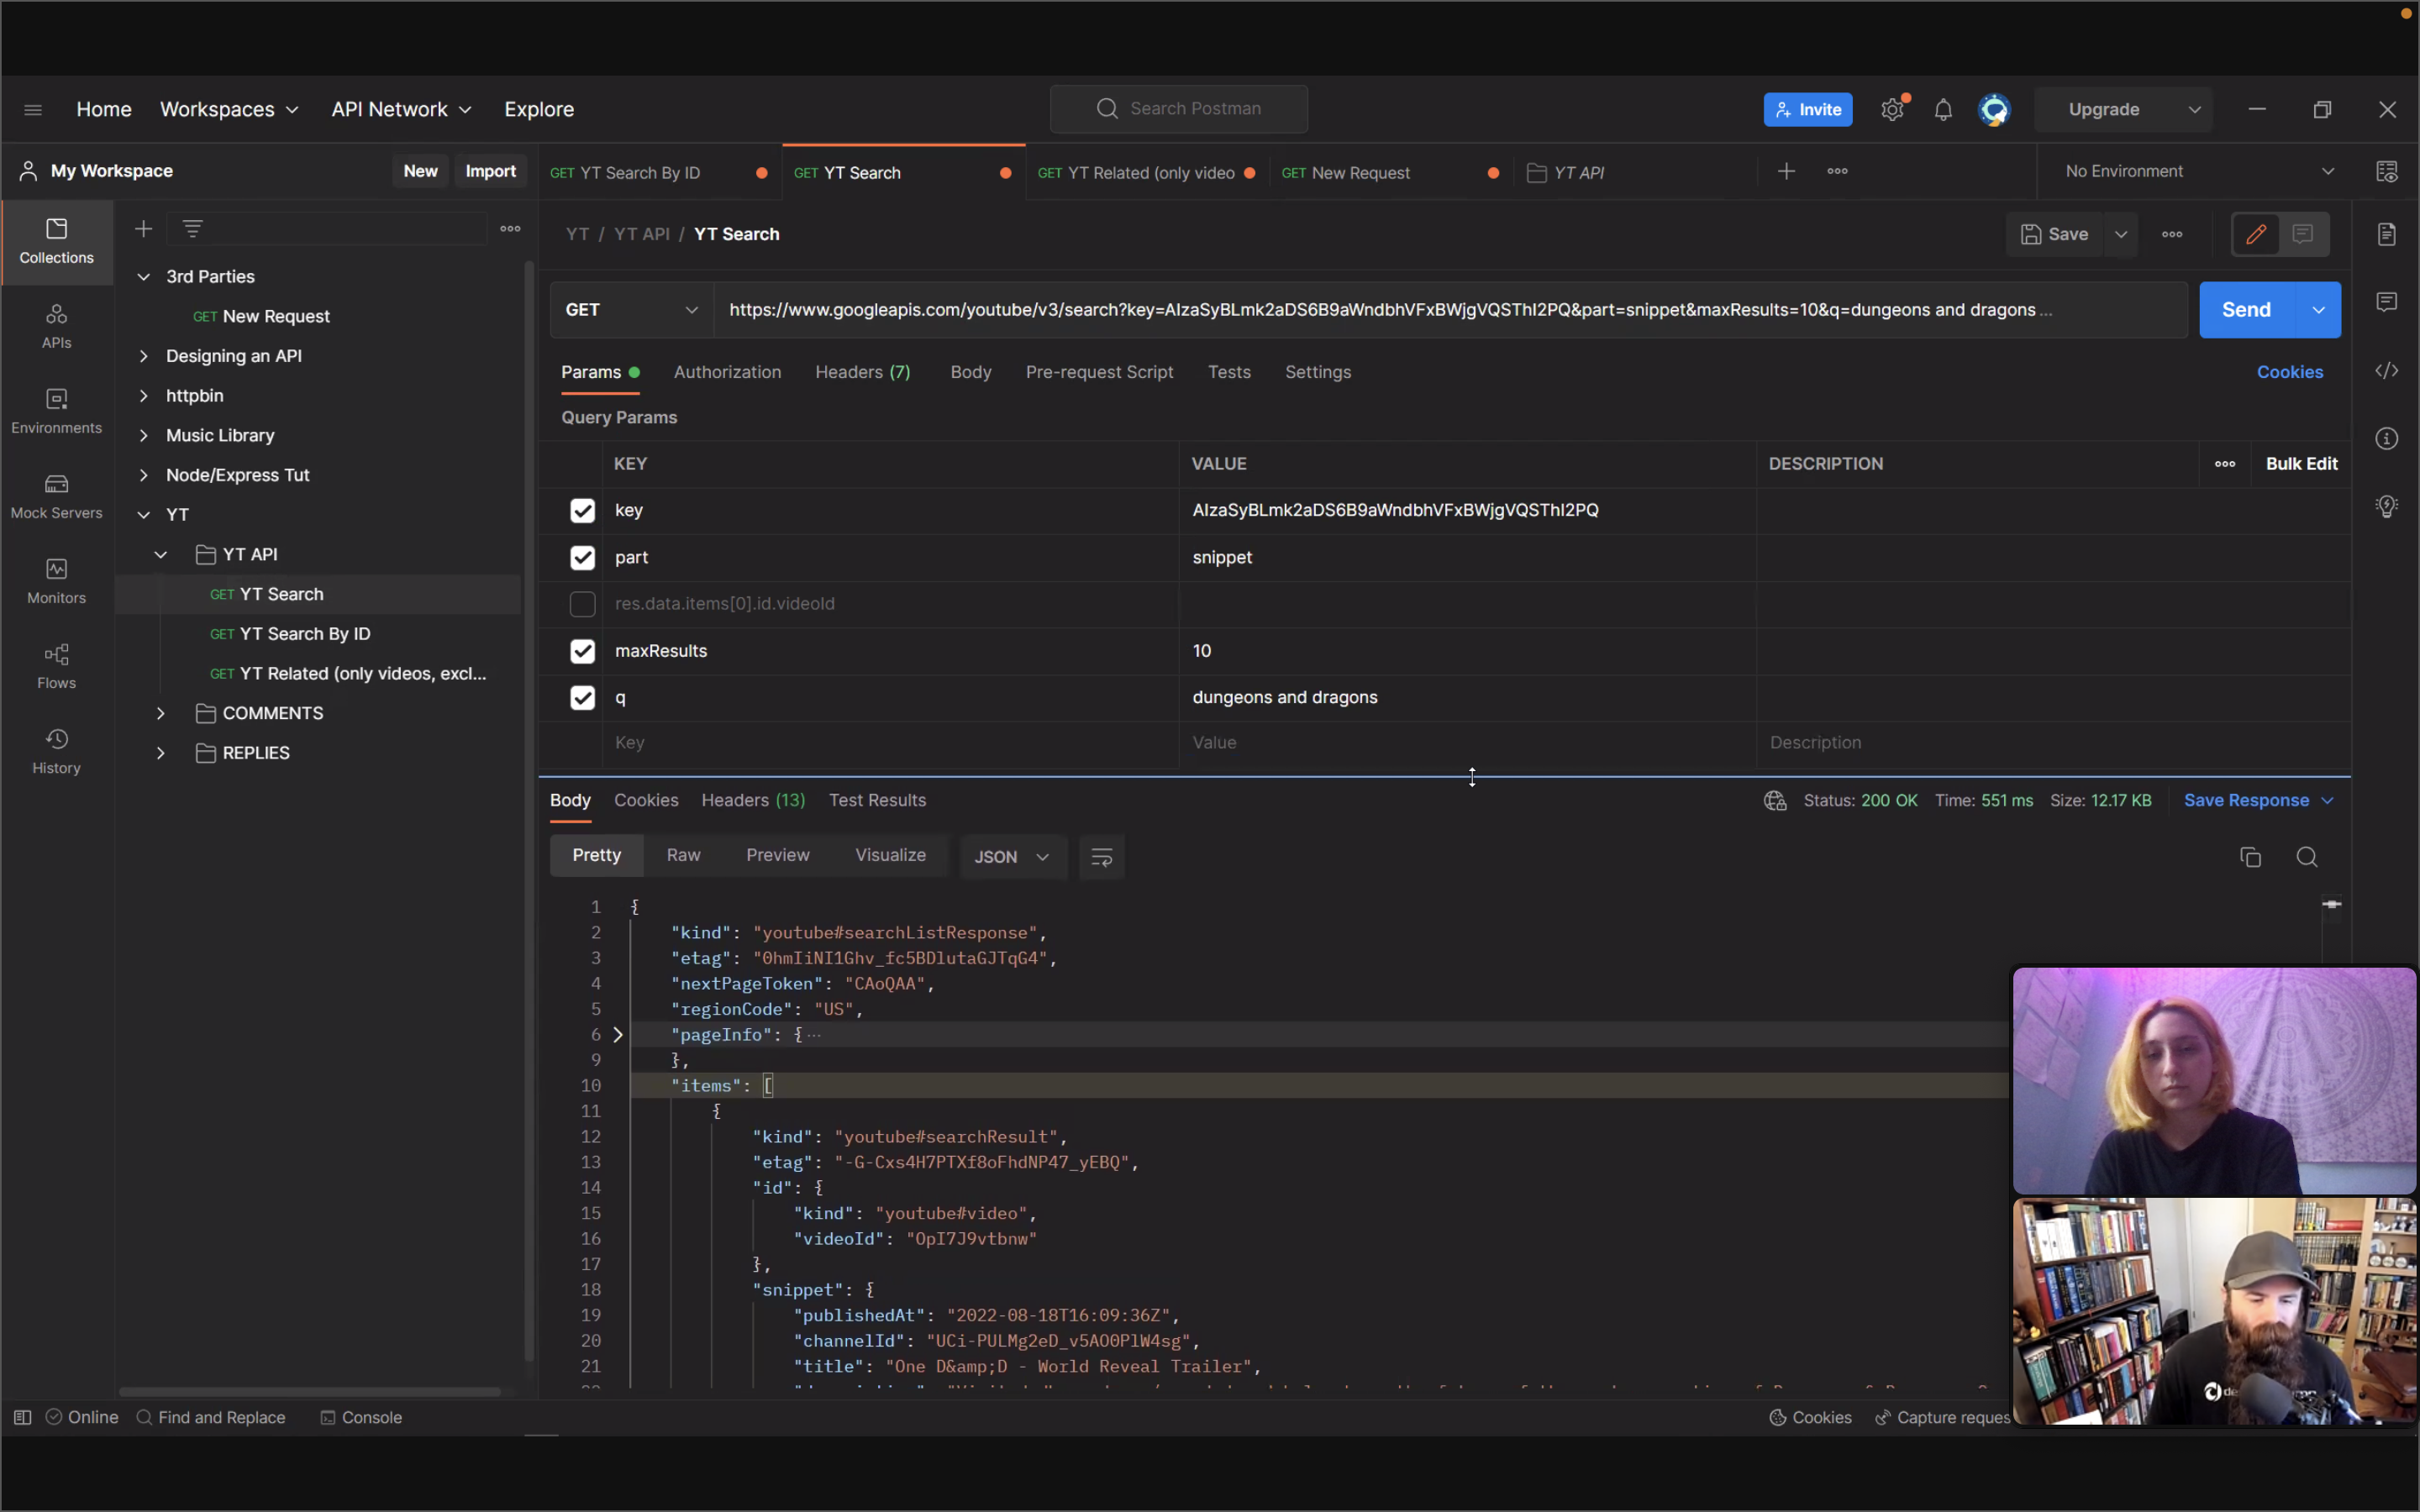 Home Workspaces API Network Explore Search Postman Invite Upgrade
My Workspace New Import GET YT Search By ID GET YT Search GET YT Related (only video GET New Request YT API No Environment
Collections
APIs
Environments
Mock Servers
Monitors
Flows
History
3rd Parties
GET New Request
Designing an API
httpbin
Music Library
Node/Express Tut
YT
YT API
GET YT Search
GET YT Search By ID
GET YT Related (only videos, excl...
COMMENTS
REPLIES
YT / YT API / YT Search Save
GET https://www.googleapis.com/youtube/v3/search?key=AIzaSyBLmk2aDS6B9aWndbhVFxBWjgVQSThI2PQ&part=snippet&maxResults=10&q=dungeons and dragons ... Send
Params Authorization Headers (7) Body Pre-request Script Tests Settings Cookies
Query Params
KEY VALUE DESCRIPTION Bulk Edit
key AIzaSyBLmk2aDS6B9aWndbhVFxBWjgVQSThI2PQ
part snippet
res.data.items[0].id.videoId
maxResults 10
q dungeons and dragons
Key Value Description
Body Cookies Headers (13) Test Results Status: 200 OK Time: 551 ms Size: 12.17 KB Save Response
Pretty Raw Preview Visualize JSON
1 {
2 "kind": "youtube#searchListResponse",
3 "etag": "0hmIiNI1Ghv_fc5BDlutaGJTqG4",
4 "nextPageToken": "CAoQAA",
5 "regionCode": "US",
6 "pageInfo": { ...
9 },
10 "items": [
11 {
12 "kind": "youtube#searchResult",
13 "etag": "-G-Cxs4H7PTXf8oFhdNP47_yEBQ",
14 "id": {
15 "kind": "youtube#video",
16 "videoId": "OpI7J9vtbnw"
17 },
18 "snippet": {
19 "publishedAt": "2022-08-18T16:09:36Z",
20 "channelId": "UCi-PULMg2eD_v5AO0PlW4sg",
21 "title": "One D&amp;D - World Reveal Trailer",
Online Find and Replace Console Cookies Capture reques